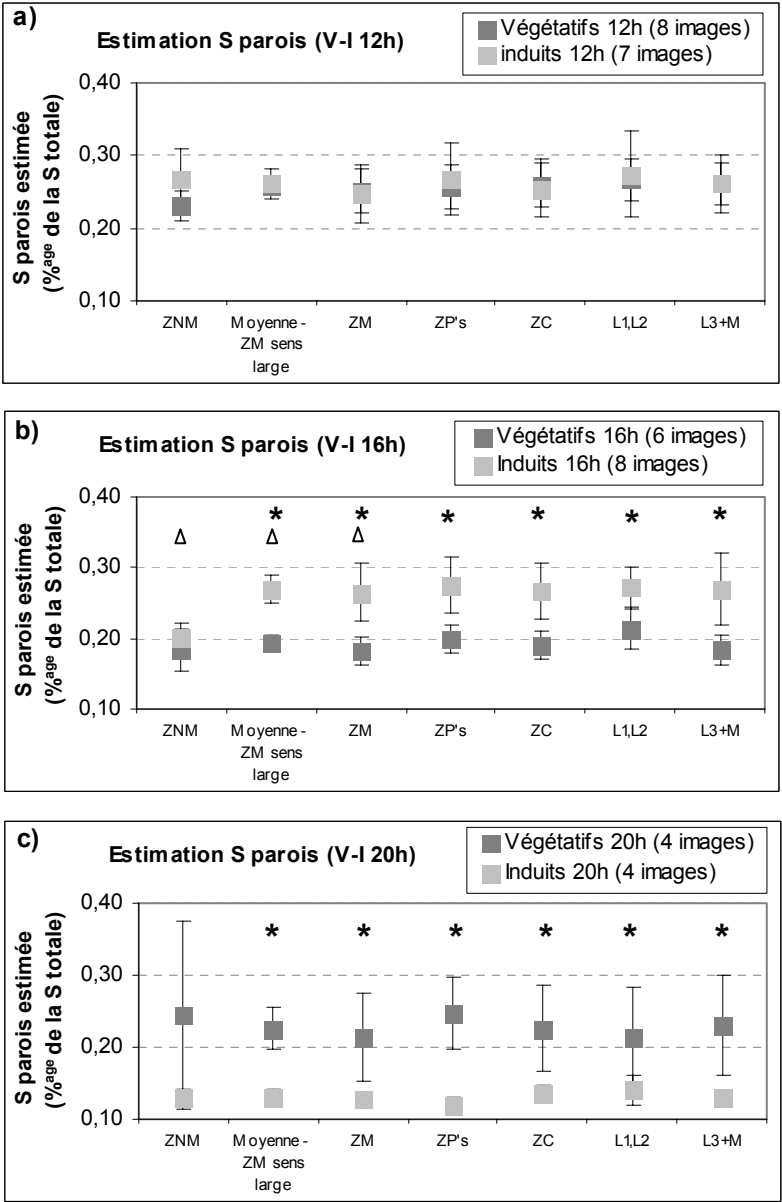 a)
Estimation S parois (V-I 12h)
Végétatifs 12h (8 images)
induits 12h (7 images)
S parois estimée
(%age de la S totale)
0,40
0,30
0,20
0,10
ZNM
Moyenne -
ZM sens
large
ZM
ZP's
ZC
L1,L2
L3+M
b)
Estimation S parois (V-I 16h)
Végétatifs 16h (6 images)
Induits 16h (8 images)
S parois estimée
(%age de la S totale)
0,40
0,30
0,20
0,10
* * * * * *
Δ Δ Δ
ZNM
Moyenne -
ZM sens
large
ZM
ZP's
ZC
L1,L2
L3+M
c)
Estimation S parois (V-I 20h)
Végétatifs 20h (4 images)
Induits 20h (4 images)
S parois estimée
(%age de la S totale)
0,40
0,30
0,20
0,10
* * * * * *
ZNM
Moyenne -
ZM sens
large
ZM
ZP's
ZC
L1,L2
L3+M